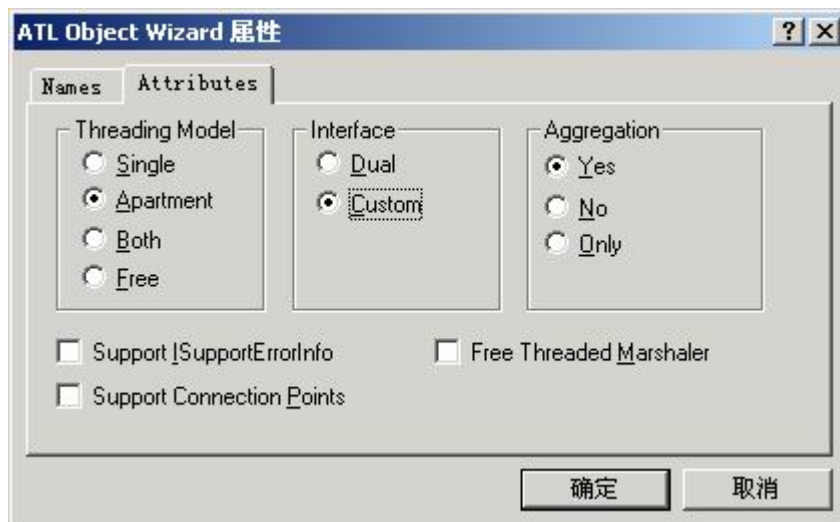 ATL Object Wizard 属性
Names Attributes
Threading Model
Single
Apartment
Both
Free
Interface
Dual
Custom
Aggregation
Yes
No
Only
Support ISupportErrorInfo
Free Threaded Marshaler
Support Connection Points
确定 取消